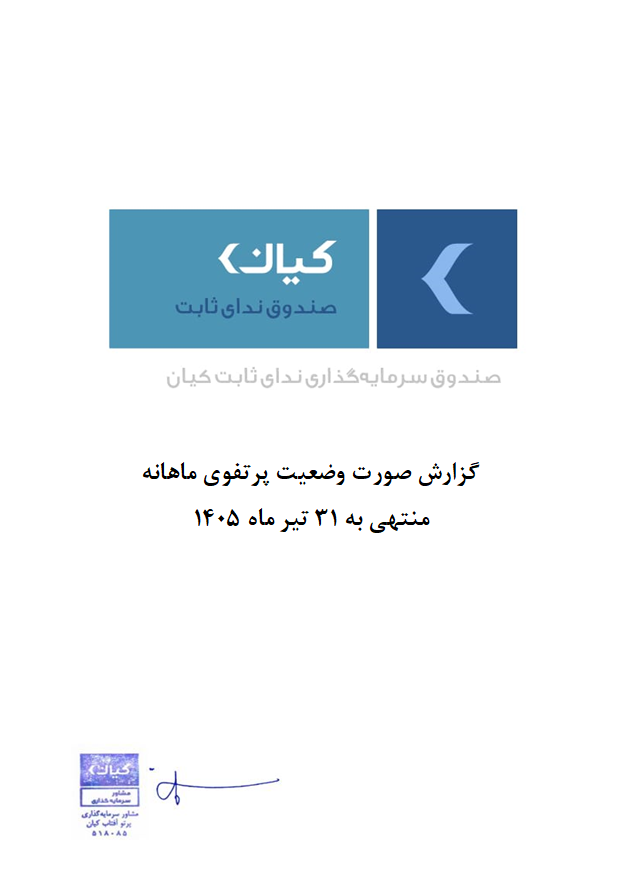 کیان
صندوق ندای ثابت
صندوق سرمایه‌گذاری ندای ثابت کیان
گزارش صورت وضعیت پرتفوی ماهانه
منتهی به ۳۱ تیر ماه ۱۴۰۵
کیان
مشاور
سرمایه گذاری
مشاور سرمایه‌گذاری
پرتو آفتاب کیان
۵۱۸۰۸۵